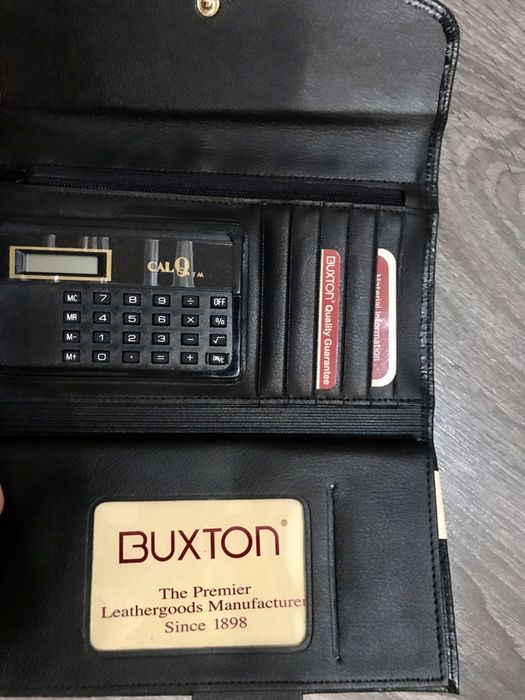 CAL Q TM
MC 7 8 9 ÷ OFF
MR 4 5 6 X %
M- 1 2 3 - √
M+ 0 · = + ON/C
BUXTON® Quality Guarantee
Material Information
BUXTON®
The Premier
Leathergoods Manufacturer
Since 1898